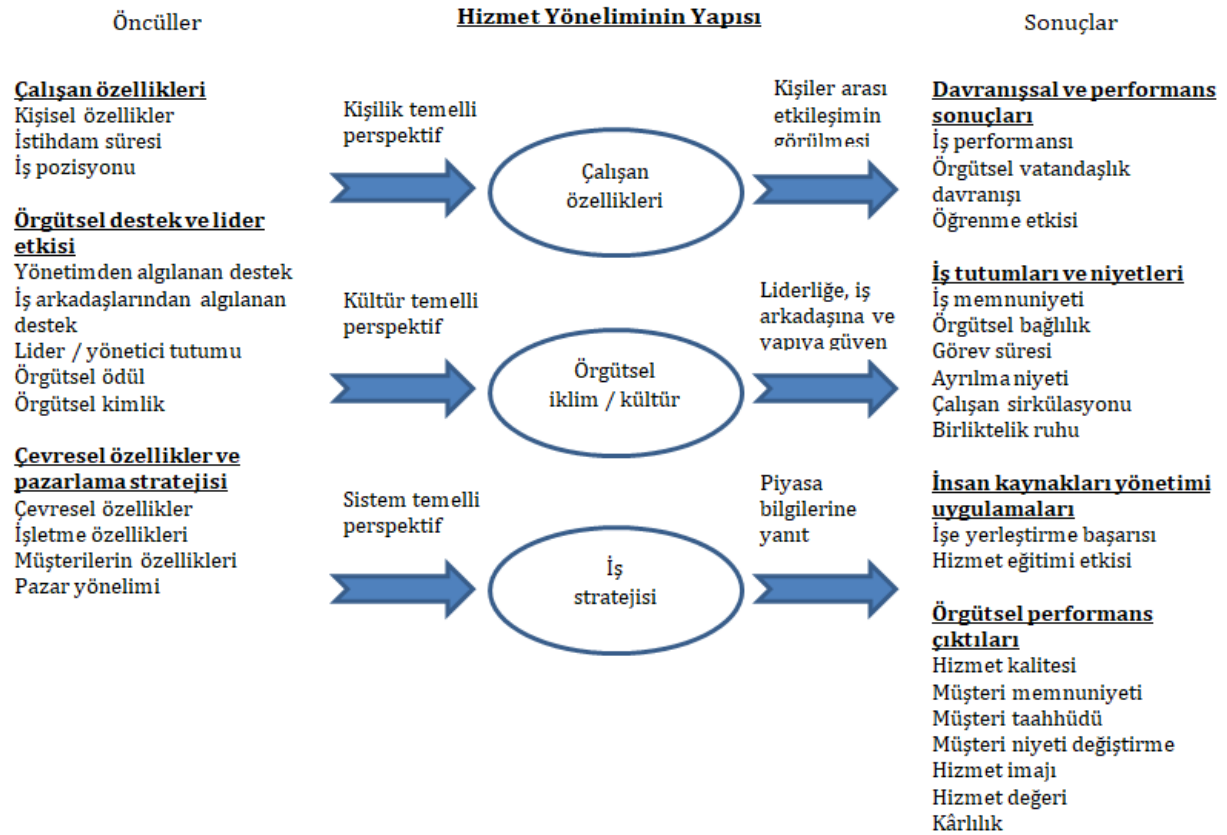 Öncüller
Hizmet Yöneliminin Yapısı
Sonuçlar
Çalışan özellikleri
Kişisel özellikler
İstihdam süresi
İş pozisyonu
Örgütsel destek ve lider
etkisi
Yönetimden algılanan destek
İş arkadaşlarından algılanan
destek
Lider / yönetici tutumu
Örgütsel ödül
Örgütsel kimlik
Çevresel özellikler ve
pazarlama stratejisi
Çevresel özellikler
İşletme özellikleri
Müşterilerin özellikleri
Pazar yönelimi
Kişilik temelli
perspektif
Çalışan
özellikleri
Kişiler arası
etkileşimin
görülmesi
Kültür temelli
perspektif
Örgütsel
iklim / kültür
Liderliğe, iş
arkadaşına ve
yapıya güven
Sistem temelli
perspektif
İş
stratejisi
Piyasa
bilgilerine
yanıt
Davranışsal ve performans
sonuçları
İş performansı
Örgütsel vatandaşlık
davranışı
Öğrenme etkisi
İş tutumları ve niyetleri
İş memnuniyeti
Örgütsel bağlılık
Görev süresi
Ayrılma niyeti
Çalışan sirkülasyonu
Birliktelik ruhu
İnsan kaynakları yönetimi
uygulamaları
İşe yerleştirme başarısı
Hizmet eğitimi etkisi
Örgütsel performans
çıktıları
Hizmet kalitesi
Müşteri memnuniyeti
Müşteri taahhüdü
Müşteri niyeti değiştirme
Hizmet imajı
Hizmet değeri
Kârlılık